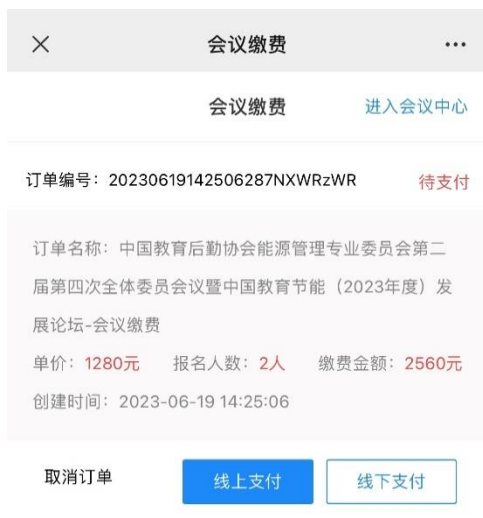 会议缴费
会议缴费 进入会议中心
订单编号：20230619142506287NXWRzWR 待支付
订单名称：中国教育后勤协会能源管理专业委员会第二
届第四次全体委员会议暨中国教育节能（2023年度）发
展论坛-会议缴费
单价：1280元 报名人数：2人 缴费金额：2560元
创建时间：2023-06-19 14:25:06
取消订单 线上支付 线下支付